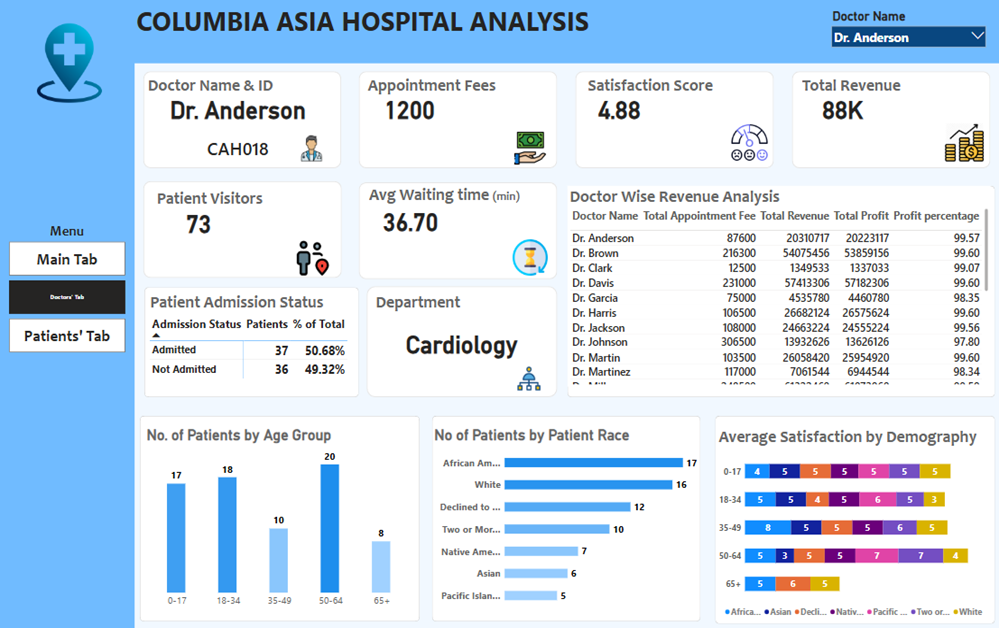 COLUMBIA ASIA HOSPITAL ANALYSIS
Doctor Name
Dr. Anderson
Doctor Name & ID
Dr. Anderson
CAH018
Appointment Fees
1200
Satisfaction Score
4.88
Total Revenue
88K
Patient Visitors
73
Avg Waiting time (min)
36.70
Doctor Wise Revenue Analysis
Doctor Name Total Appointment Fee Total Revenue Total Profit Profit percentage
Dr. Anderson 87600 20310717 20223117 99.57
Dr. Brown 216300 54075456 53859156 99.60
Dr. Clark 12500 1349533 1337033 99.07
Dr. Davis 231000 57413306 57182306 99.60
Dr. Garcia 75000 4535780 4460780 98.35
Dr. Harris 106500 26682124 26575624 99.60
Dr. Jackson 108000 24663224 24555224 99.56
Dr. Johnson 306500 13932626 13626126 97.80
Dr. Martin 103500 26058420 25954920 99.60
Dr. Martinez 117000 7061544 6944544 98.34
Menu
Main Tab
Doctors' Tab
Patients' Tab
Patient Admission Status
Admission Status Patients % of Total
Admitted 37 50.68%
Not Admitted 36 49.32%
Department
Cardiology
No. of Patients by Age Group
17 18 10 20 8
0-17 18-34 35-49 50-64 65+
No of Patients by Patient Race
African Am... 17
White 16
Declined to ... 12
Two or Mor... 10
Native Ame... 7
Asian 6
Pacific Islan... 5
Average Satisfaction by Demography
0-17 4 5 5 5 5 5 5
18-34 5 5 4 5 6 5 3
35-49 8 5 5 5 6 5
50-64 5 3 5 5 7 7 4
65+ 5 6 5
Africa... Asian Decli... Nativ... Pacific ... Two or... White